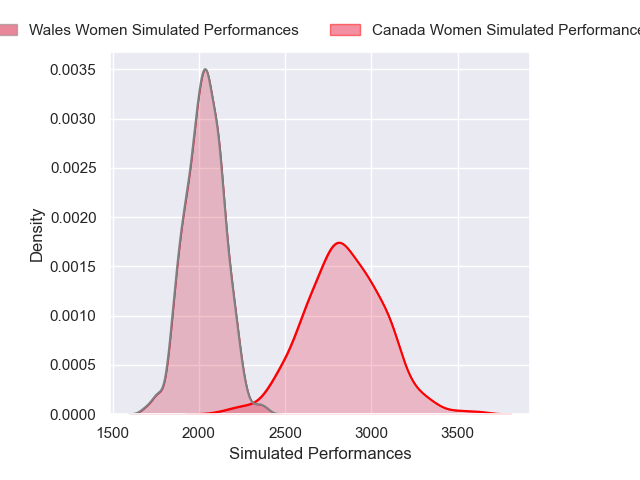 Wales Women Simulated Performances
Canada Women Simulated Performance
0.0035
0.0030
0.0025
0.0020
0.0015
0.0010
0.0005
0.0000
Density
1500 2000 2500 3000 3500
Simulated Performances